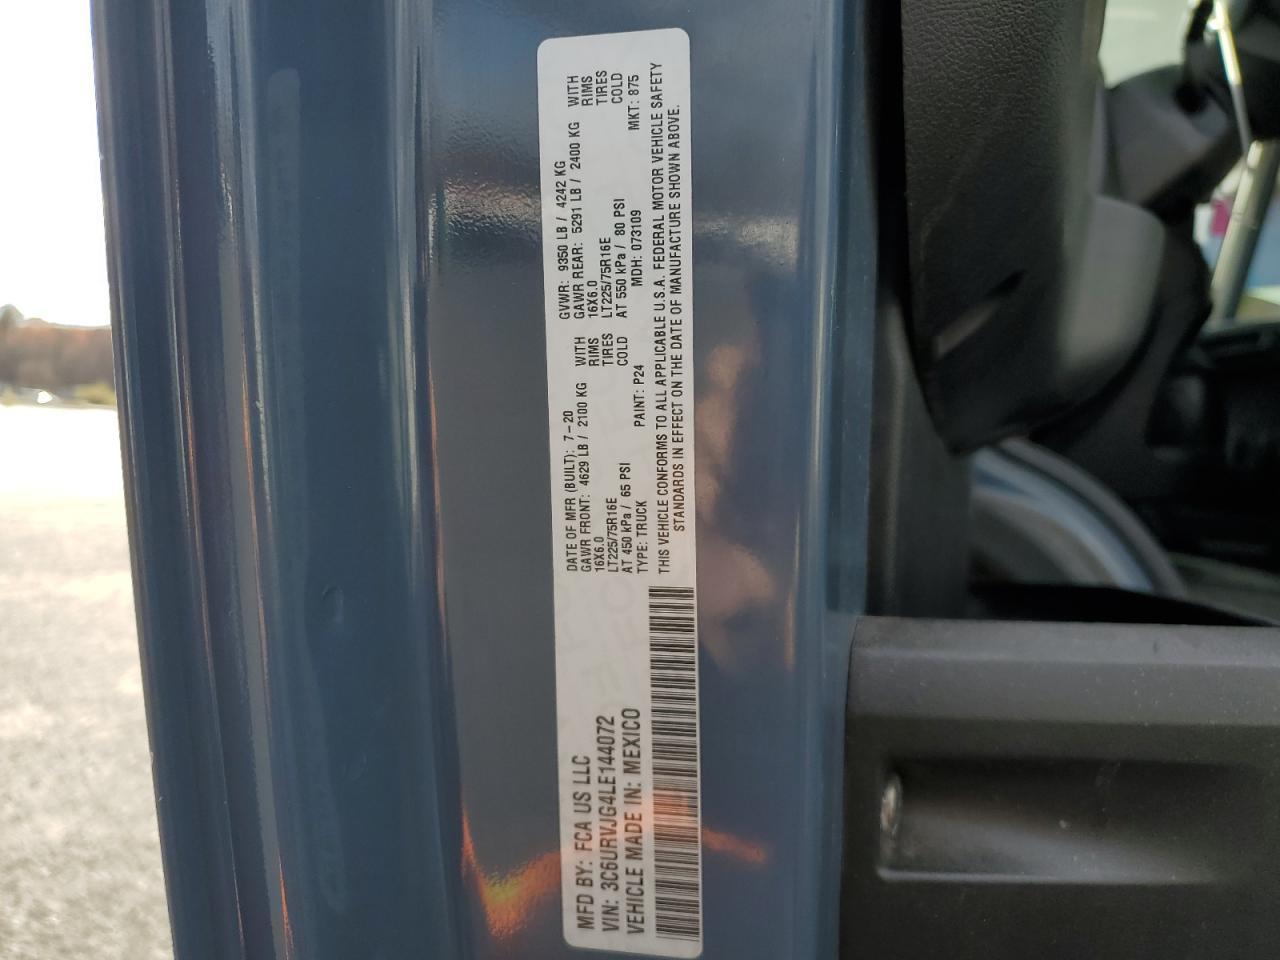 MFD BY: FCA US LLC
VIN: 3C6URVJG4LE144072
VEHICLE MADE IN: MEXICO
DATE OF MFR (BUILT): 7-20 GVWR: 9350 LB / 4242 KG
GAWR FRONT: 4629 LB / 2100 KG WITH GAWR REAR: 5291 LB / 2400 KG WITH
16X6.0 RIMS 16X6.0 RIMS
LT225/75R16E TIRES LT225/75R16E TIRES
AT 450 kPa / 65 PSI COLD AT 550 kPa / 80 PSI COLD
TYPE: TRUCK PAINT: P24 MDH: 073109 MKT: 875
THIS VEHICLE CONFORMS TO ALL APPLICABLE U.S.A. FEDERAL MOTOR VEHICLE SAFETY
STANDARDS IN EFFECT ON THE DATE OF MANUFACTURE SHOWN ABOVE.